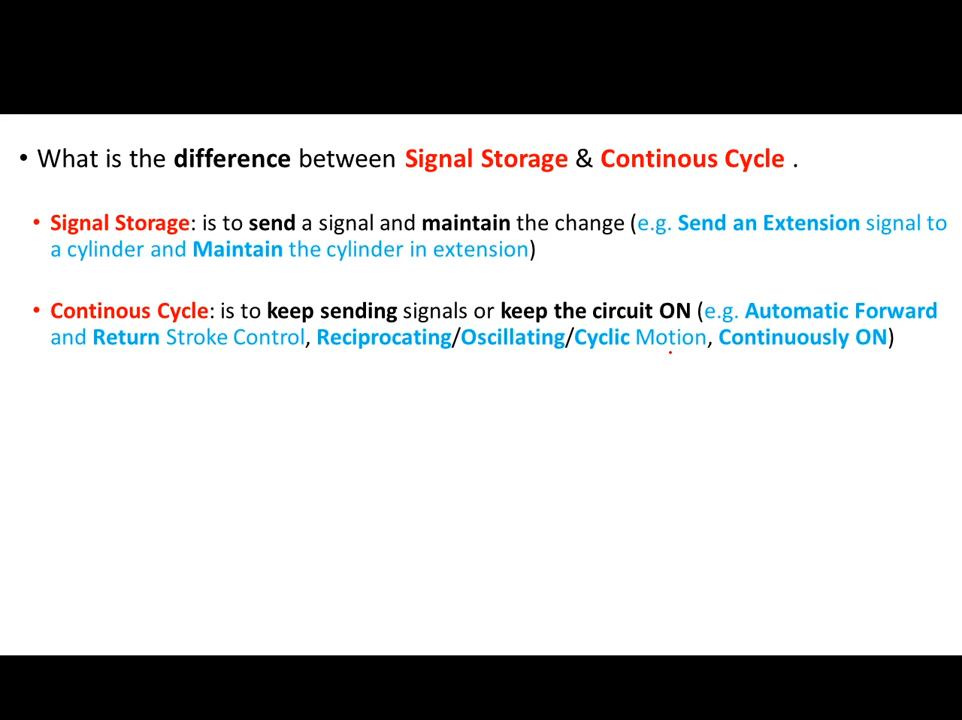 • What is the difference between Signal Storage & Continous Cycle .
• Signal Storage: is to send a signal and maintain the change (e.g. Send an Extension signal to
a cylinder and Maintain the cylinder in extension)
• Continous Cycle: is to keep sending signals or keep the circuit ON (e.g. Automatic Forward
and Return Stroke Control, Reciprocating/Oscillating/Cyclic Motion, Continuously ON)